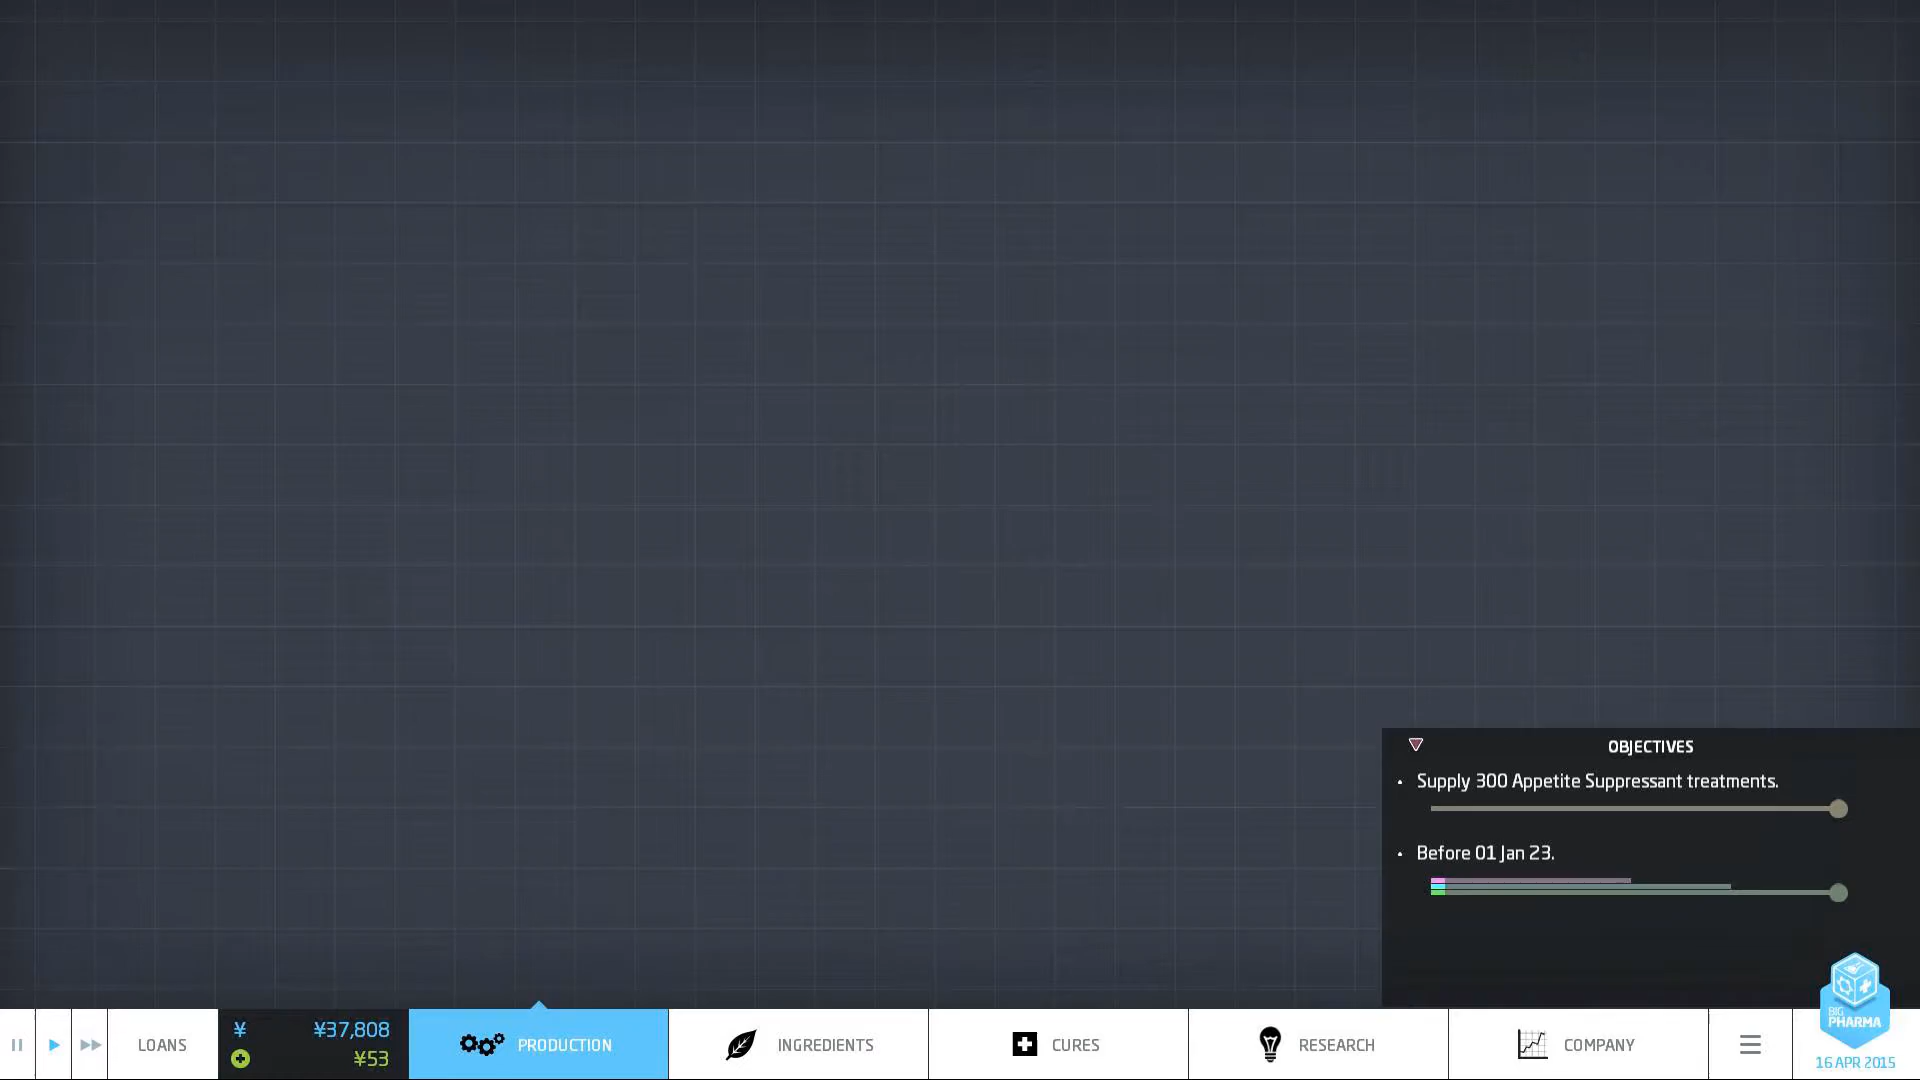 OBJECTIVES
• Supply 300 Appetite Suppressant treatments.
• Before 01 Jan 23.
LOANS
¥ ¥37,808
¥53
PRODUCTION
INGREDIENTS
CURES
RESEARCH
COMPANY
BIG
PHARMA
16 APR 2015